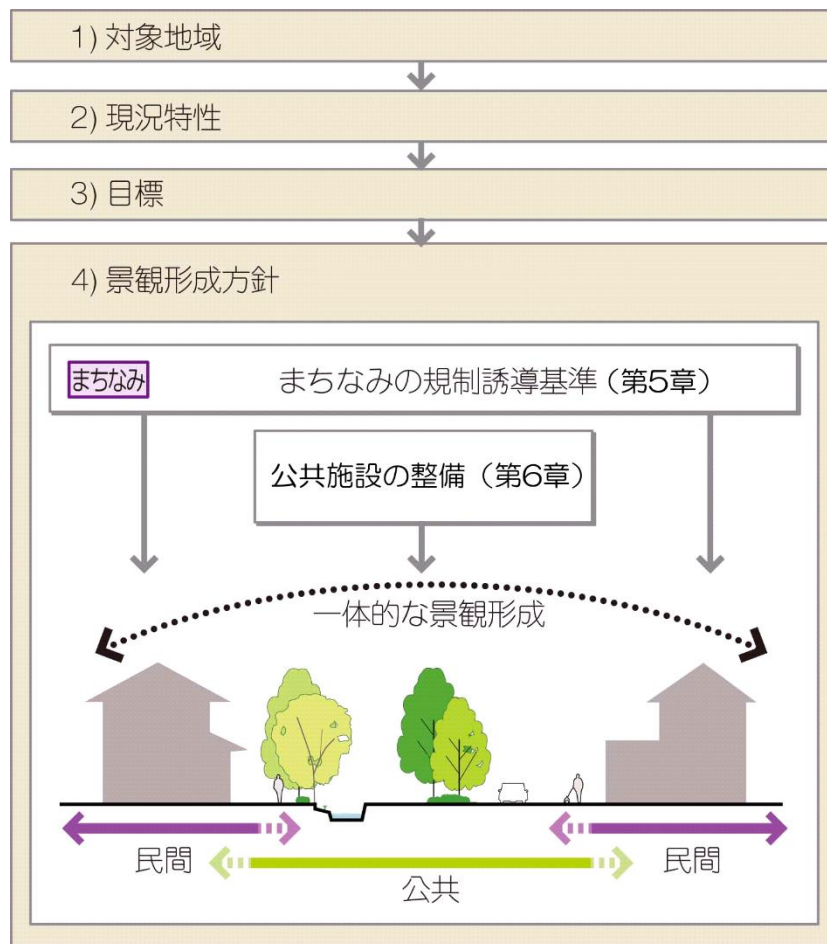 1) 対象地域
2) 現況特性
3) 目標
4) 景観形成方針
まちなみ まちなみの規制誘導基準(第5章)
公共施設の整備(第6章)
一体的な景観形成
民間 民間
公共